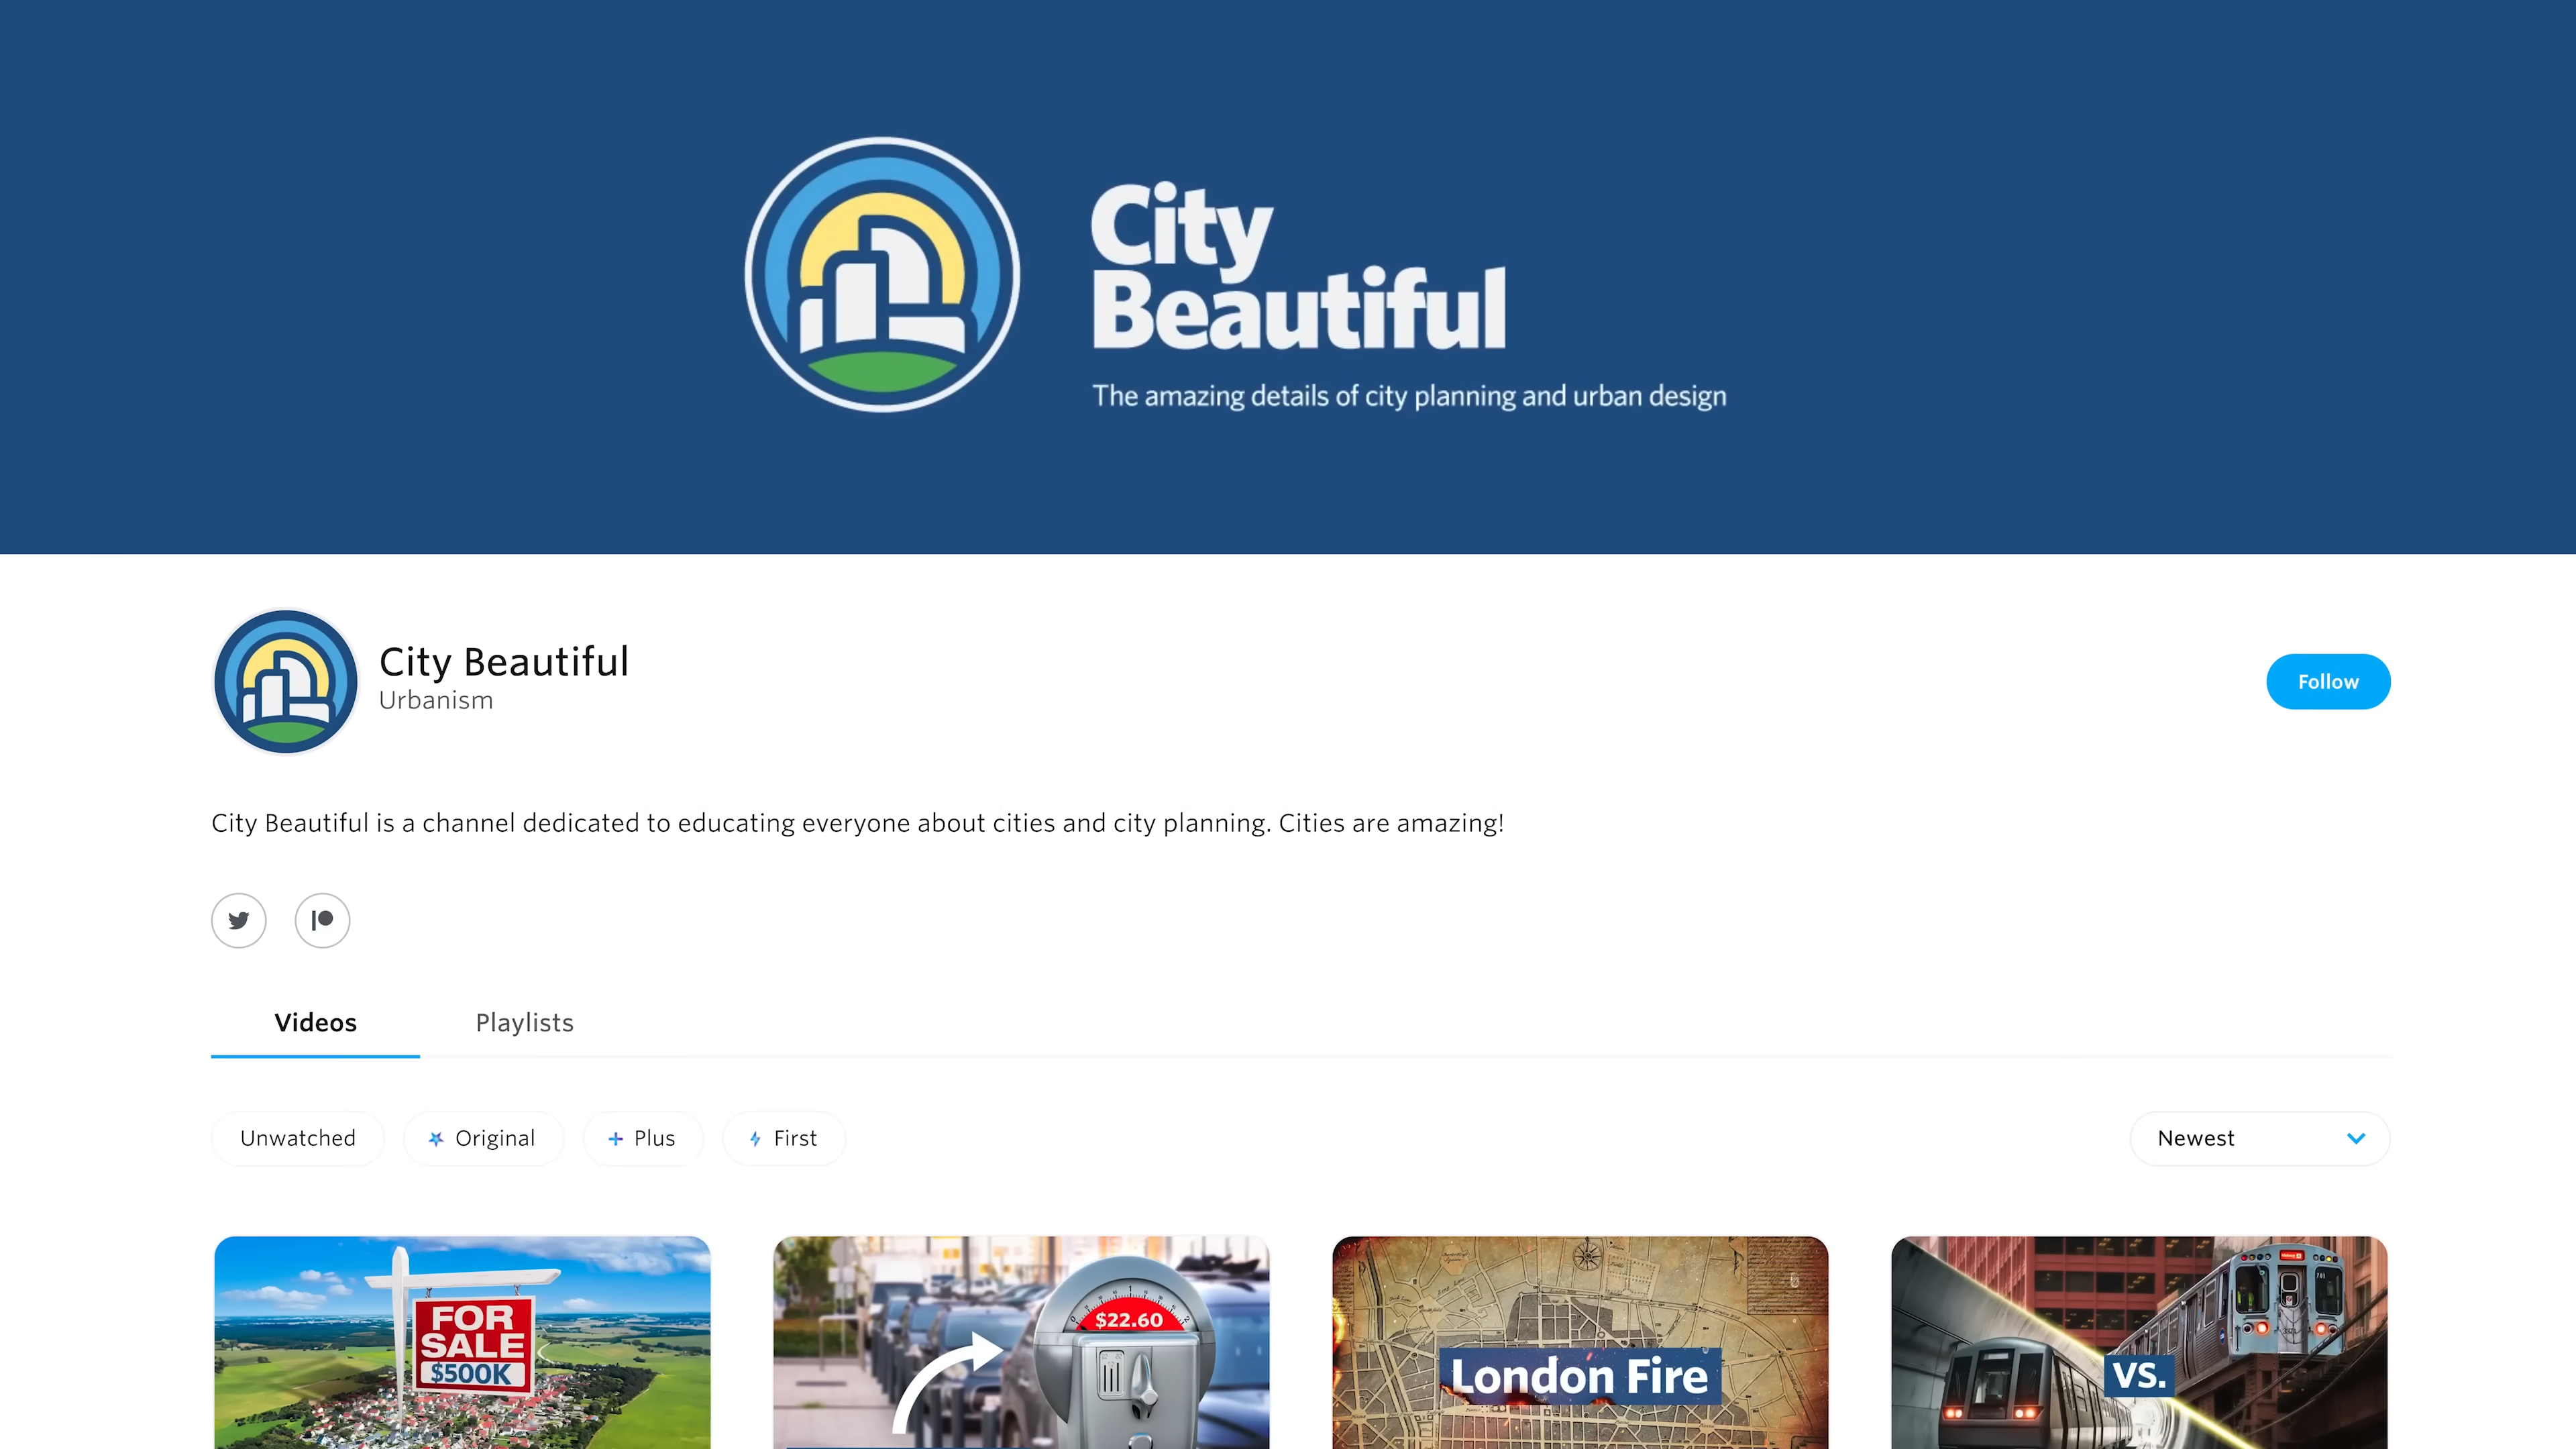 City
Beautiful
The amazing details of city planning and urban design
City Beautiful
Urbanism
Follow
City Beautiful is a channel dedicated to educating everyone about cities and city planning. Cities are amazing!
Videos
Playlists
Unwatched
Original
Plus
First
Newest
FOR
SALE
$500K
$22.60
London Fire
VS.